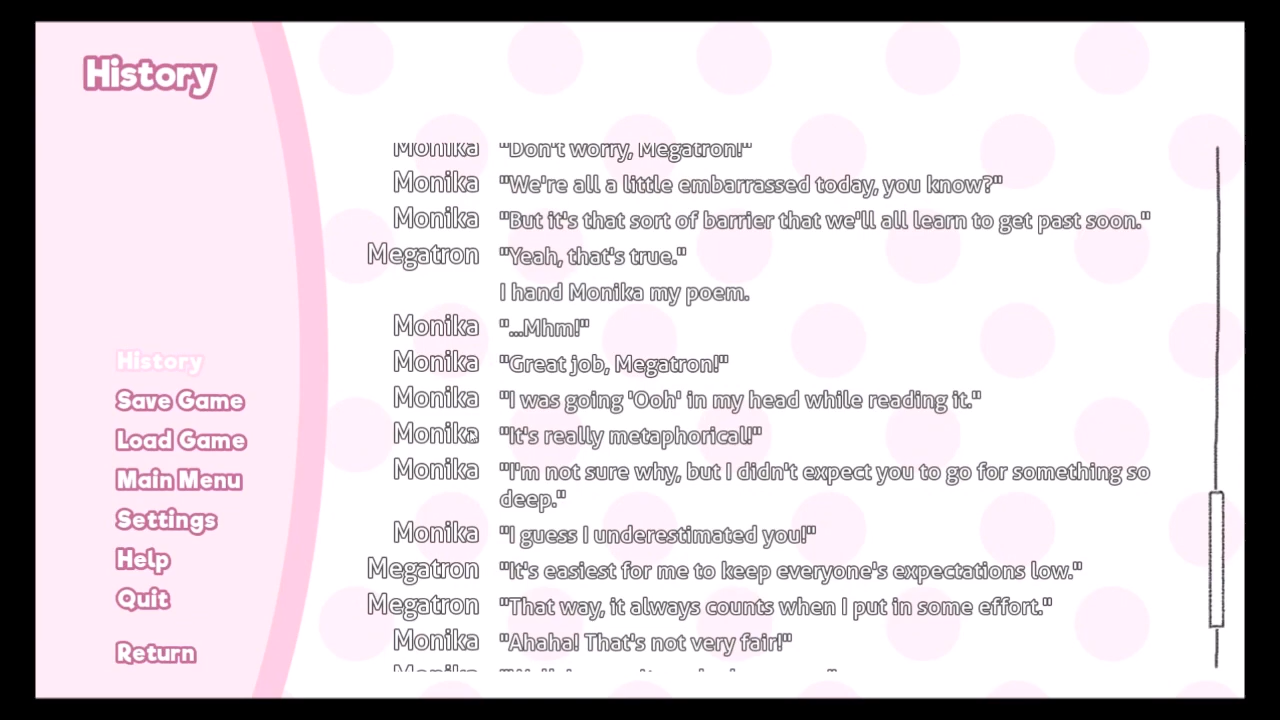 History
Monika "Don't worry, Megatron!"
Monika "We're all a little embarrassed today, you know?"
Monika "But it's that sort of barrier that we'll all learn to get past soon."
Megatron "Yeah, that's true."
I hand Monika my poem.
Monika "...Mhm!"
Monika "Great job, Megatron!"
Monika "I was going 'Ooh' in my head while reading it."
Monika "It's really metaphorical!"
Monika "I'm not sure why, but I didn't expect you to go for something so
deep."
Monika "I guess I underestimated you!"
Megatron "It's easiest for me to keep everyone's expectations low."
Megatron "That way, it always counts when I put in some effort."
Monika "Ahaha! That's not very fair!"
Monika
History
Save Game
Load Game
Main Menu
Settings
Help
Quit
Return